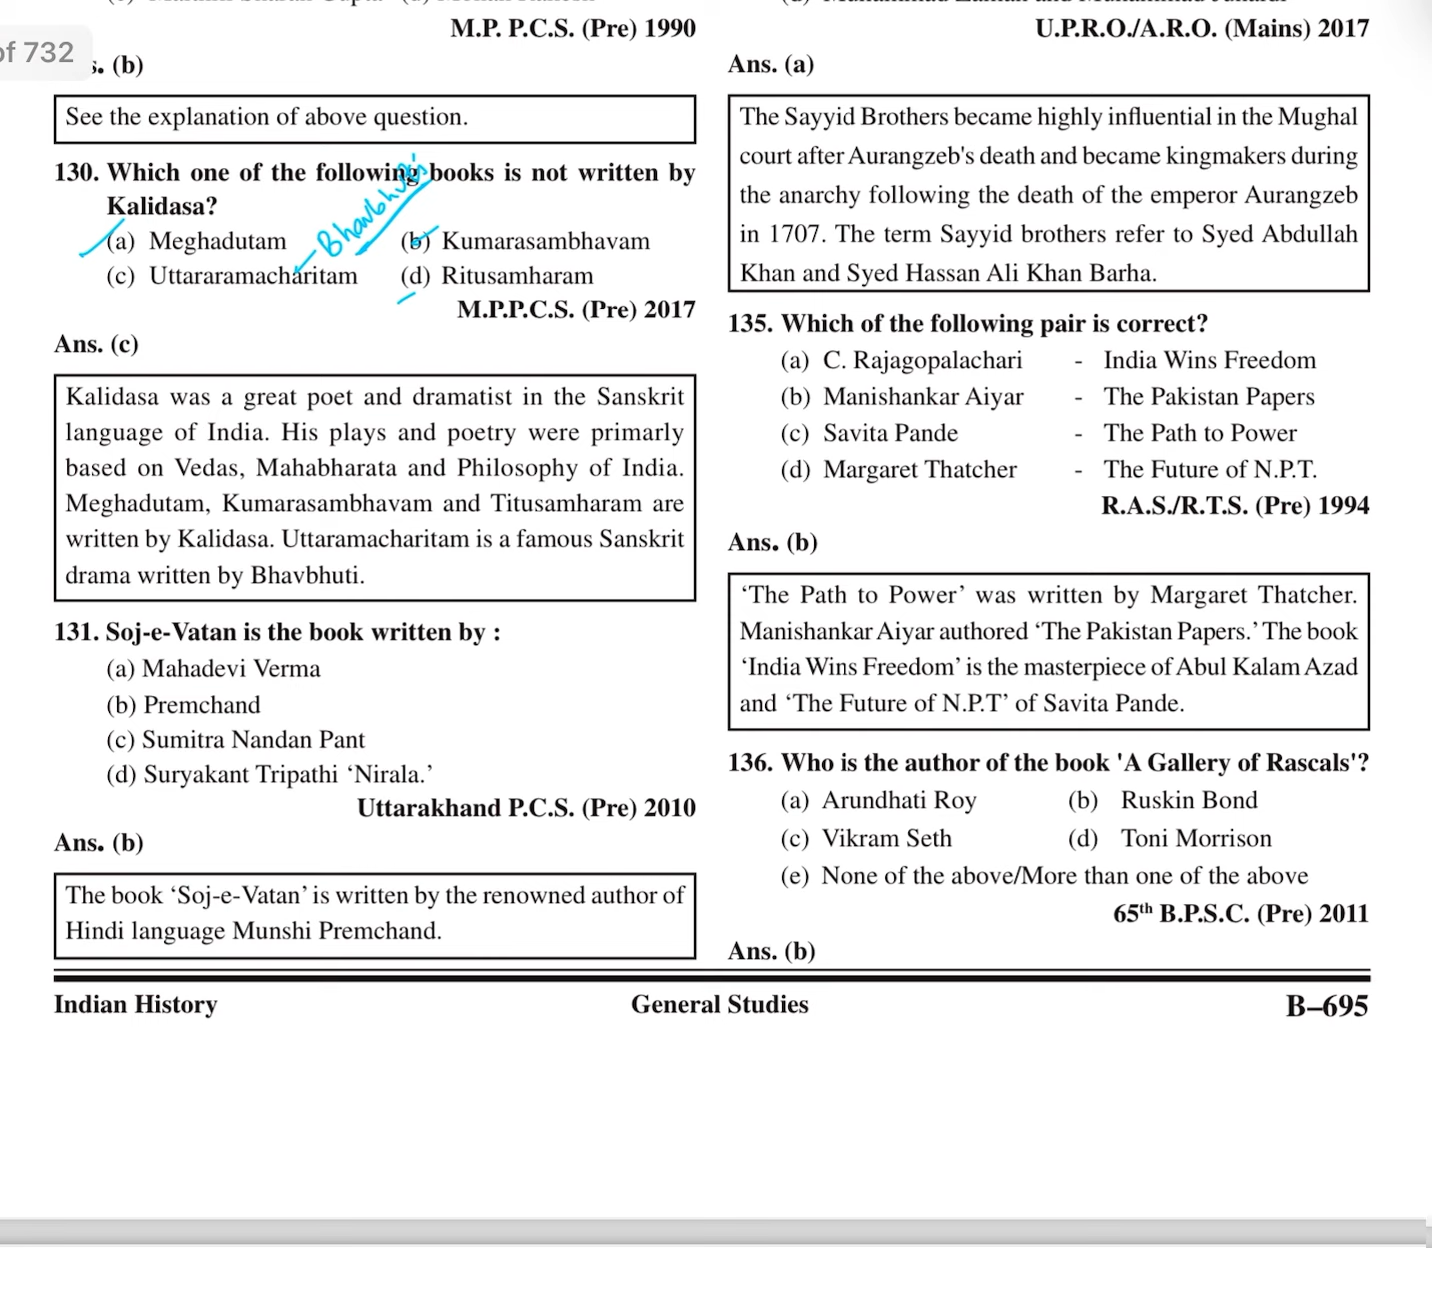 M.P. P.C.S. (Pre) 1990
of 732
s. (b)
See the explanation of above question.
130. Which one of the following books is not written by
Kalidasa?
Bhavbhuti
(a) Meghadutam (b) Kumarasambhavam
(c) Uttararamacharitam (d) Ritusamharam
M.P.P.C.S. (Pre) 2017
Ans. (c)
Kalidasa was a great poet and dramatist in the Sanskrit
language of India. His plays and poetry were primarly
based on Vedas, Mahabharata and Philosophy of India.
Meghadutam, Kumarasambhavam and Titusamharam are
written by Kalidasa. Uttaramacharitam is a famous Sanskrit
drama written by Bhavbhuti.
131. Soj-e-Vatan is the book written by :
(a) Mahadevi Verma
(b) Premchand
(c) Sumitra Nandan Pant
(d) Suryakant Tripathi ‘Nirala.’
Uttarakhand P.C.S. (Pre) 2010
Ans. (b)
The book ‘Soj-e-Vatan’ is written by the renowned author of
Hindi language Munshi Premchand.
U.P.R.O./A.R.O. (Mains) 2017
Ans. (a)
The Sayyid Brothers became highly influential in the Mughal
court after Aurangzeb's death and became kingmakers during
the anarchy following the death of the emperor Aurangzeb
in 1707. The term Sayyid brothers refer to Syed Abdullah
Khan and Syed Hassan Ali Khan Barha.
135. Which of the following pair is correct?
(a) C. Rajagopalachari - India Wins Freedom
(b) Manishankar Aiyar - The Pakistan Papers
(c) Savita Pande - The Path to Power
(d) Margaret Thatcher - The Future of N.P.T.
R.A.S./R.T.S. (Pre) 1994
Ans. (b)
‘The Path to Power’ was written by Margaret Thatcher.
Manishankar Aiyar authored ‘The Pakistan Papers.’ The book
‘India Wins Freedom’ is the masterpiece of Abul Kalam Azad
and ‘The Future of N.P.T’ of Savita Pande.
136. Who is the author of the book 'A Gallery of Rascals'?
(a) Arundhati Roy (b) Ruskin Bond
(c) Vikram Seth (d) Toni Morrison
(e) None of the above/More than one of the above
65th B.P.S.C. (Pre) 2011
Ans. (b)
Indian History General Studies B–695